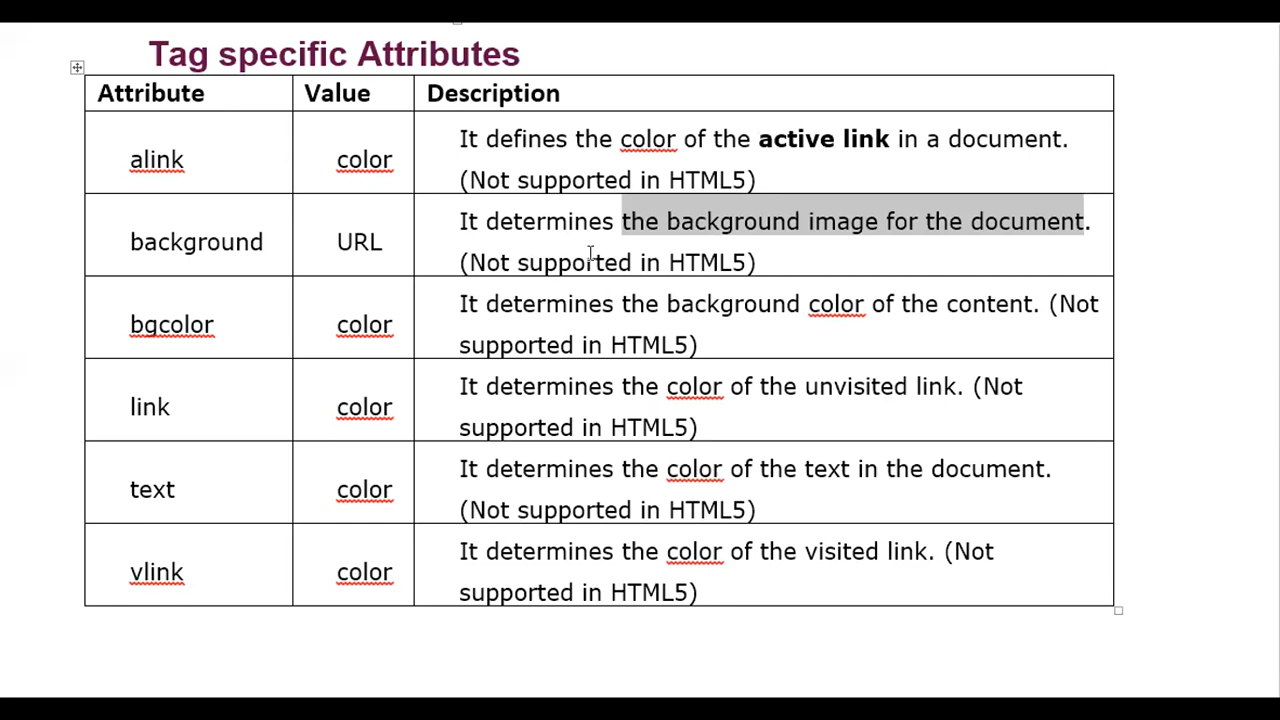 Tag specific Attributes
Attribute Value Description
alink color It defines the color of the active link in a document.
(Not supported in HTML5)
background URL It determines the background image for the document.
(Not supported in HTML5)
bgcolor color It determines the background color of the content. (Not
supported in HTML5)
link color It determines the color of the unvisited link. (Not
supported in HTML5)
text color It determines the color of the text in the document.
(Not supported in HTML5)
vlink color It determines the color of the visited link. (Not
supported in HTML5)